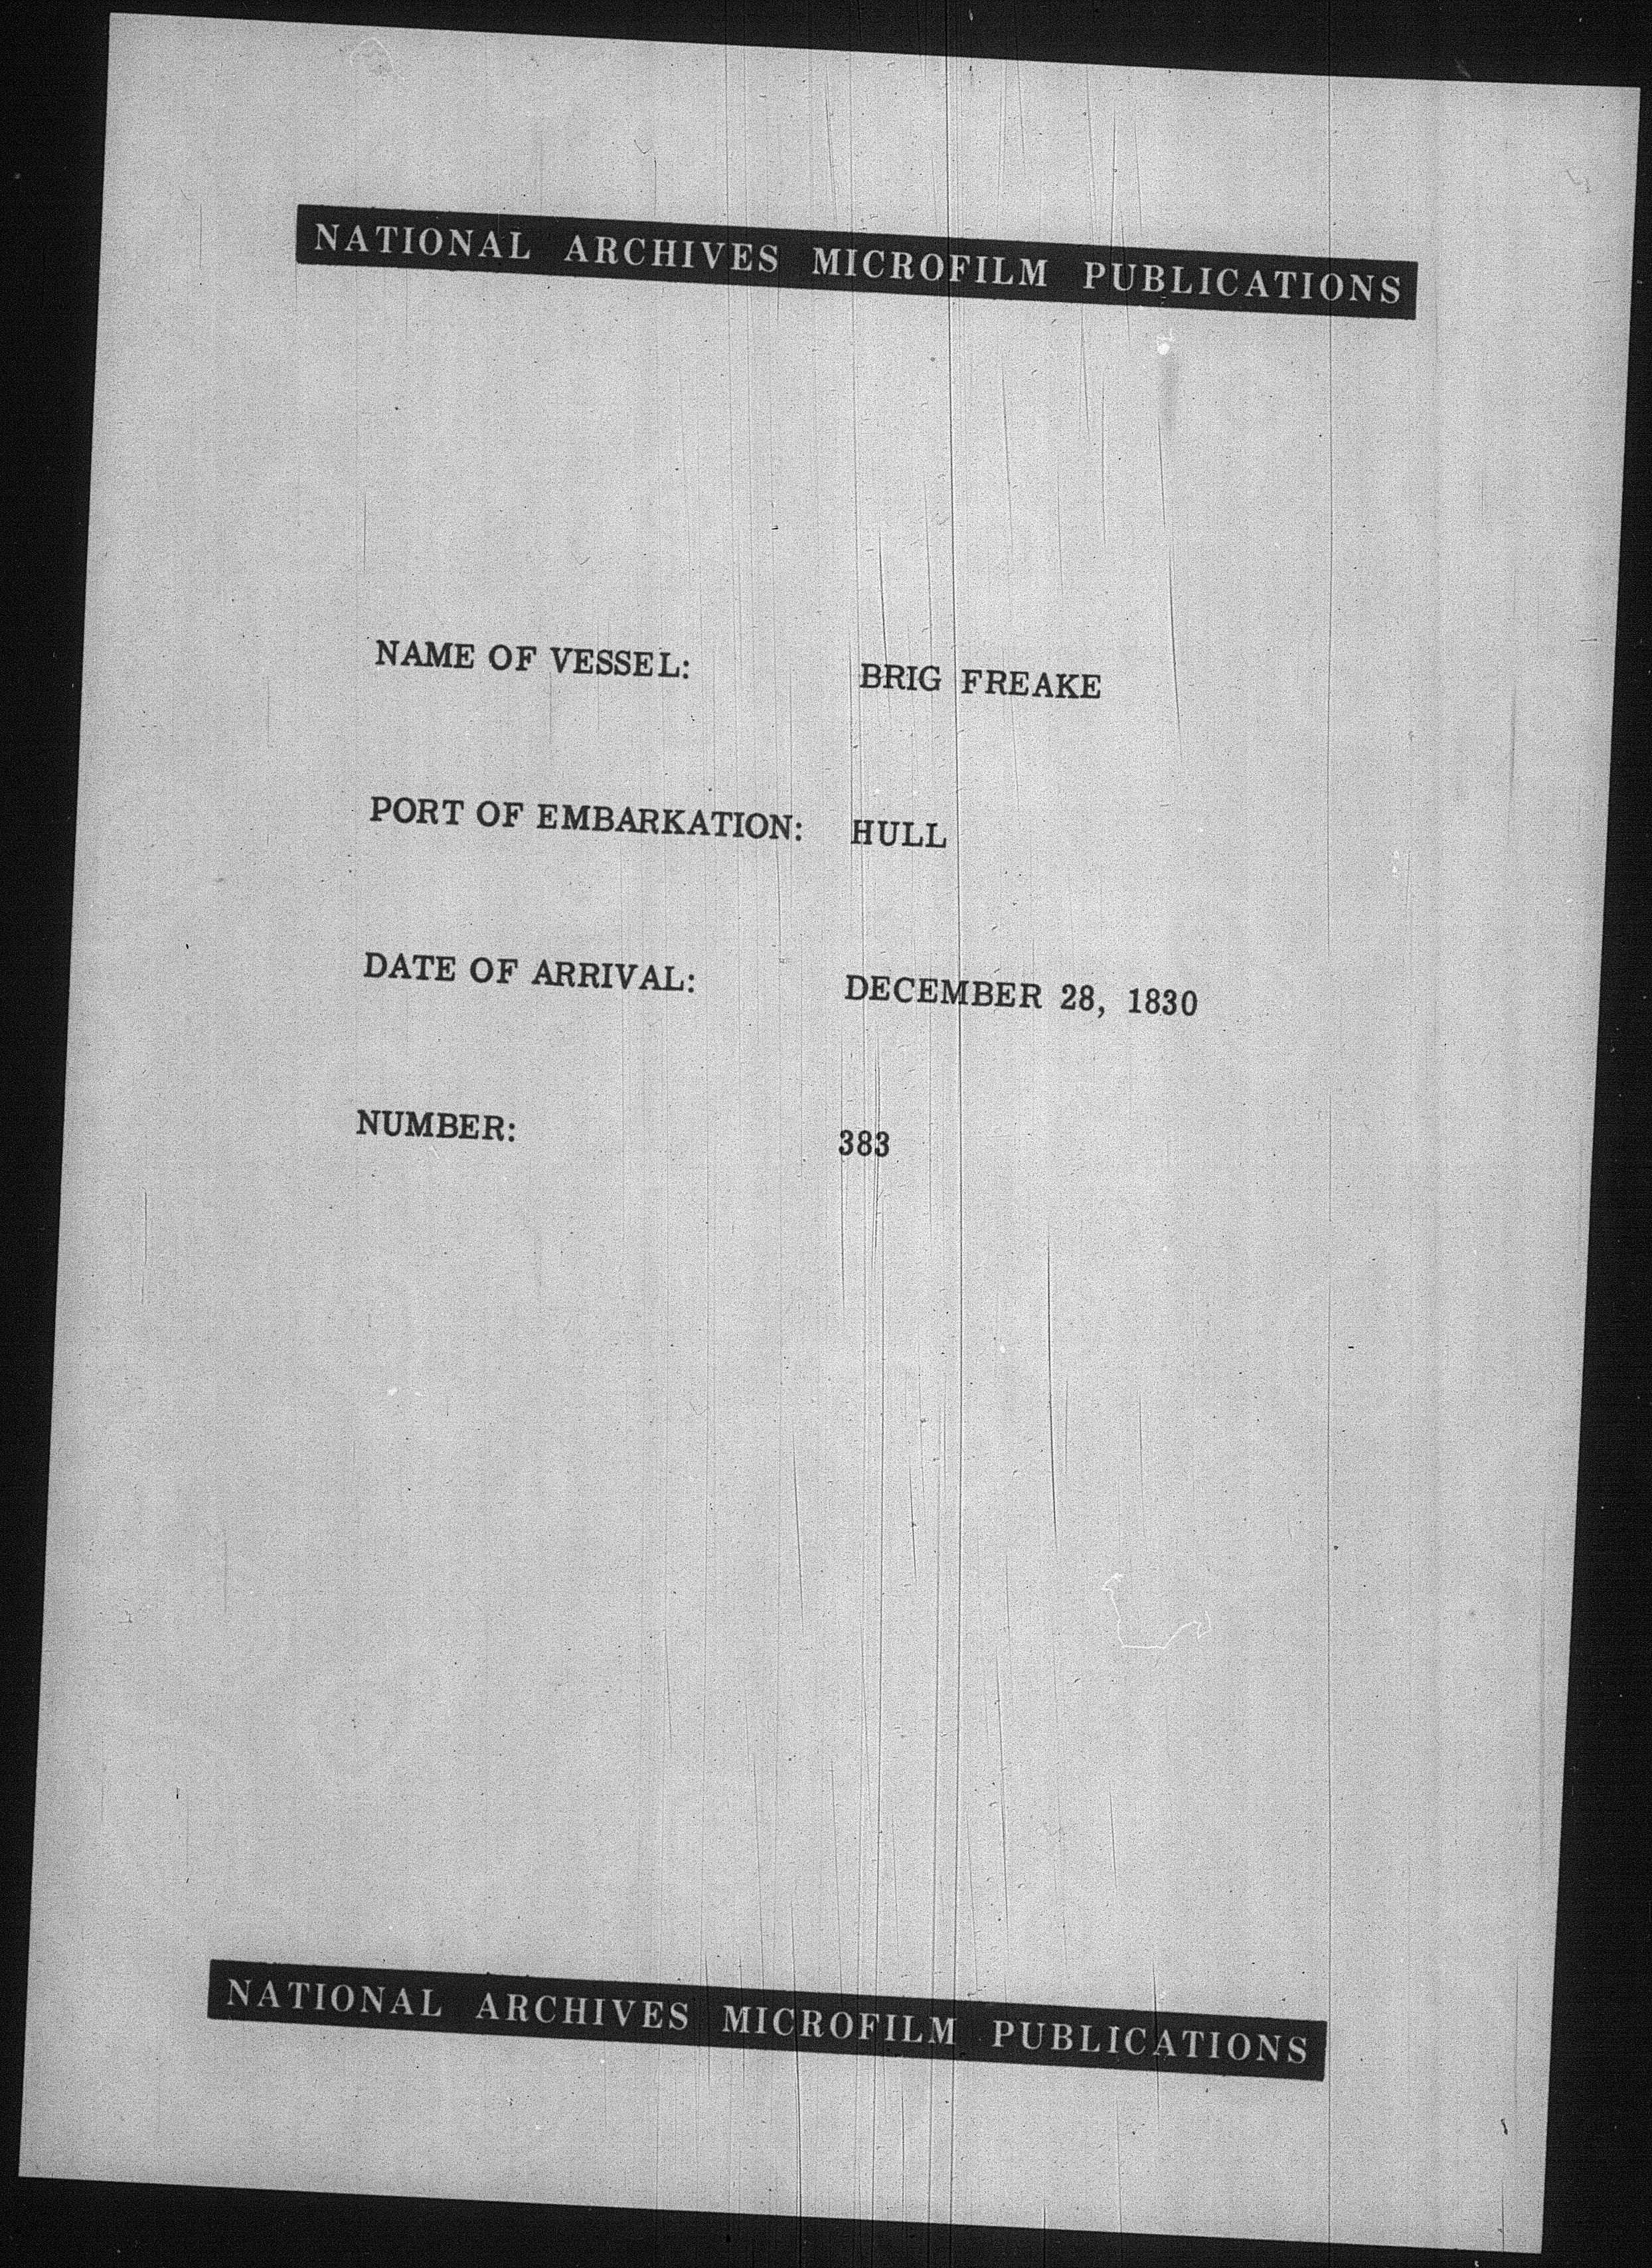 NATIONAL ARCHIVES MICROFILM PUBLICATIONS
NAME OF VESSEL: BRIG FREAKE
PORT OF EMBARKATION: HULL
DATE OF ARRIVAL: DECEMBER 28, 1830
NUMBER: 383
NATIONAL ARCHIVES MICROFILM PUBLICATIONS